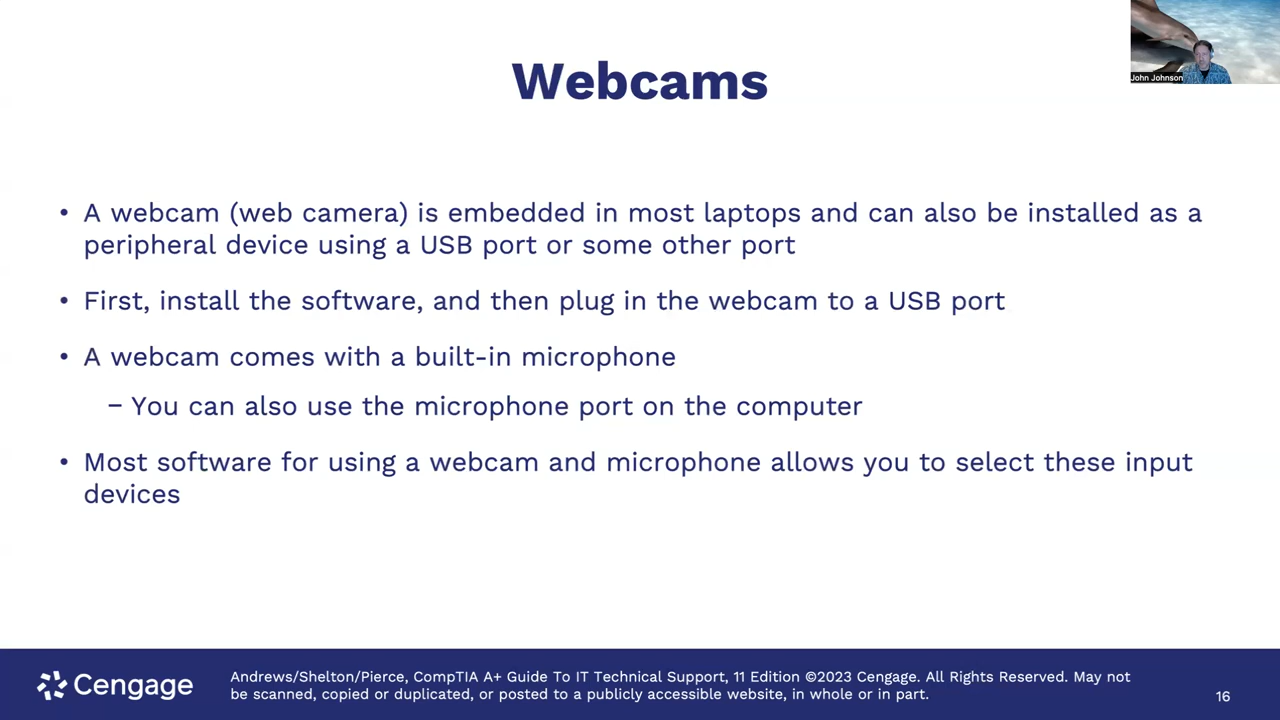 John Johnson
Webcams
• A webcam (web camera) is embedded in most laptops and can also be installed as a
peripheral device using a USB port or some other port
• First, install the software, and then plug in the webcam to a USB port
• A webcam comes with a built-in microphone
– You can also use the microphone port on the computer
• Most software for using a webcam and microphone allows you to select these input
devices
Cengage
Andrews/Shelton/Pierce, CompTIA A+ Guide To IT Technical Support, 11 Edition ©2023 Cengage. All Rights Reserved. May not
be scanned, copied or duplicated, or posted to a publicly accessible website, in whole or in part.
16